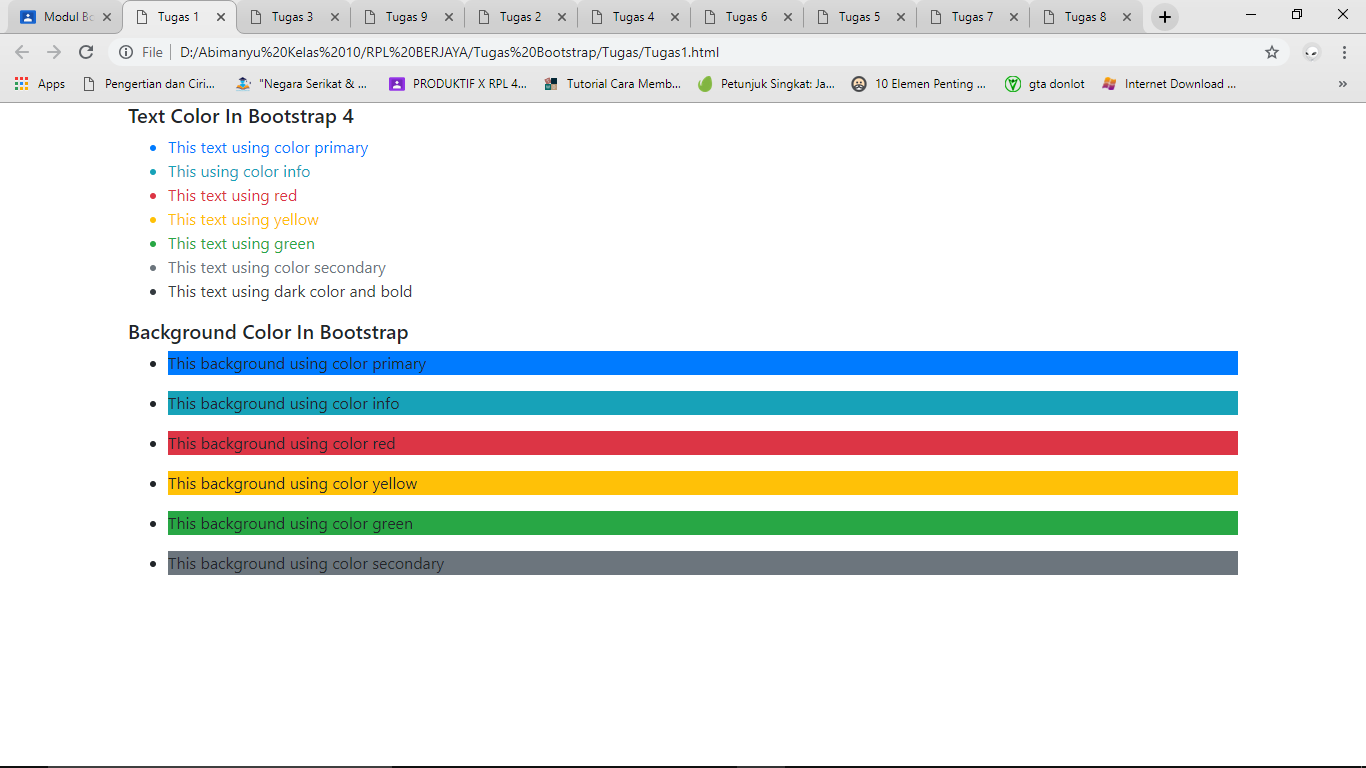 Modul Bo
Tugas 1
Tugas 3
Tugas 9
Tugas 2
Tugas 4
Tugas 6
Tugas 5
Tugas 7
Tugas 8
File
D:/Abimanyu%20Kelas%2010/RPL%20BERJAYA/Tugas%20Bootstrap/Tugas/Tugas1.html
Apps
Pengertian dan Ciri...
"Negara Serikat & ...
PRODUKTIF X RPL 4...
Tutorial Cara Memb...
Petunjuk Singkat: Ja...
10 Elemen Penting ...
gta donlot
Internet Download ...
Text Color In Bootstrap 4
This text using color primary
This using color info
This text using red
This text using yellow
This text using green
This text using color secondary
This text using dark color and bold
Background Color In Bootstrap
This background using color primary
This background using color info
This background using color red
This background using color yellow
This background using color green
This background using color secondary